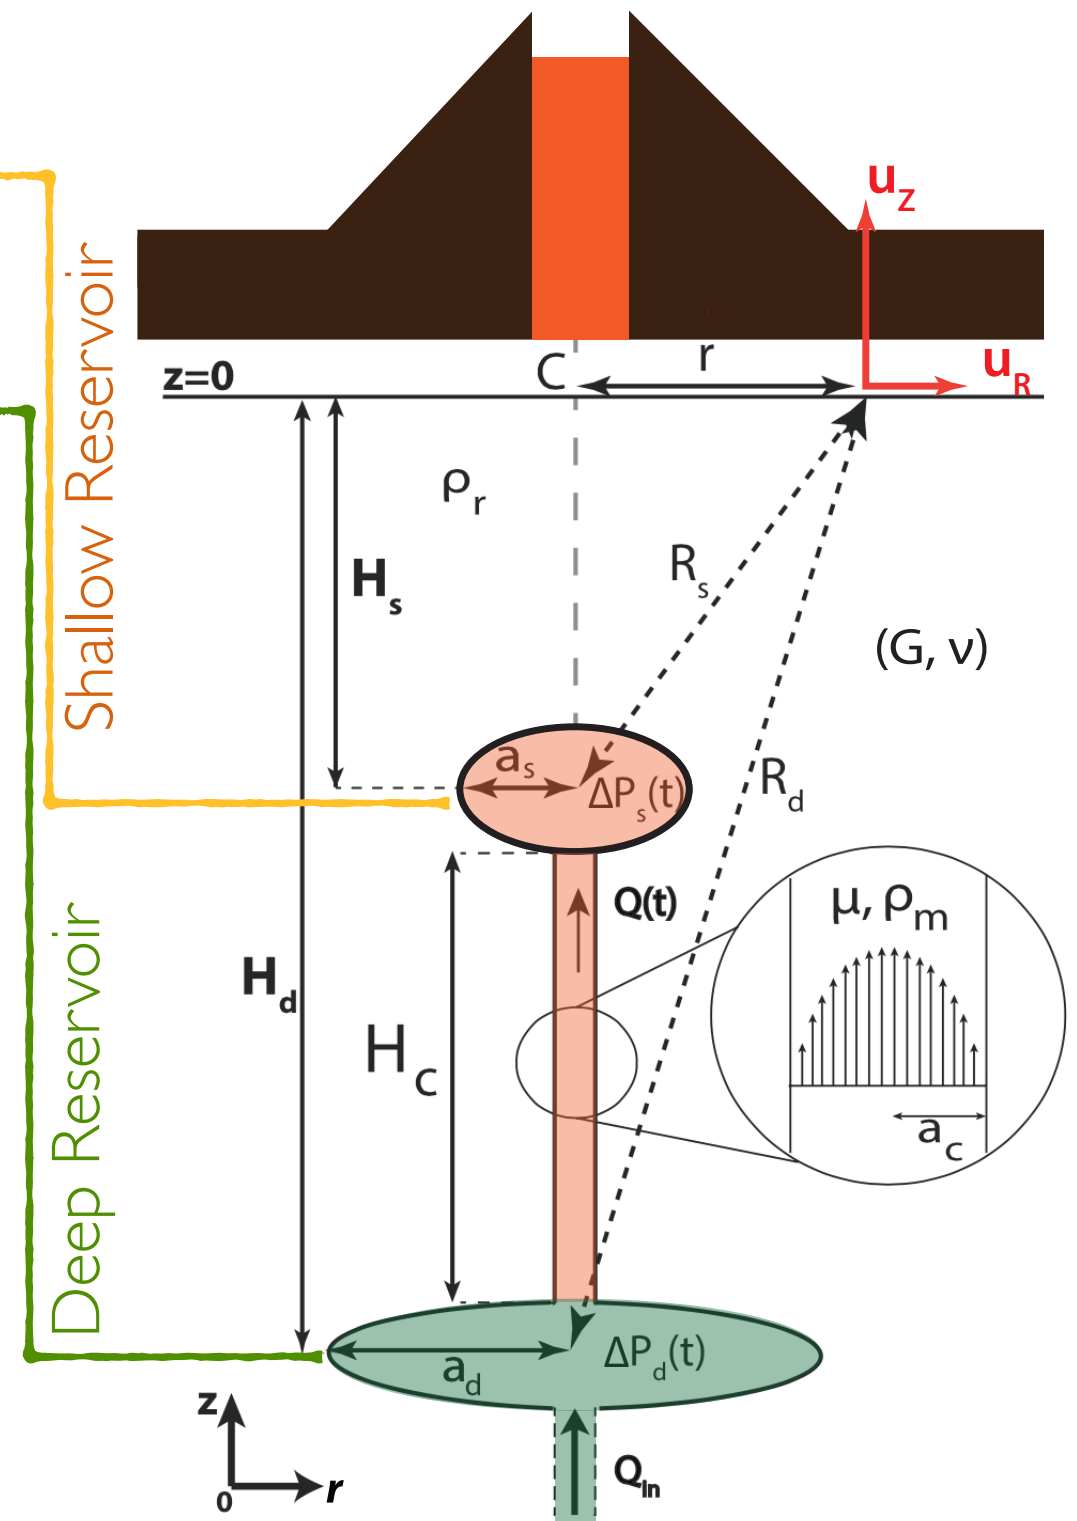 u_Z
z=0
C
r
u_R
Shallow Reservoir
ρ_r
H_s
R_s
(G, ν)
a_s
ΔP_s(t)
R_d
Q(t)
μ, ρ_m
H_d
H_c
a_c
Deep Reservoir
a_d
ΔP_d(t)
z
0
r
Q_in